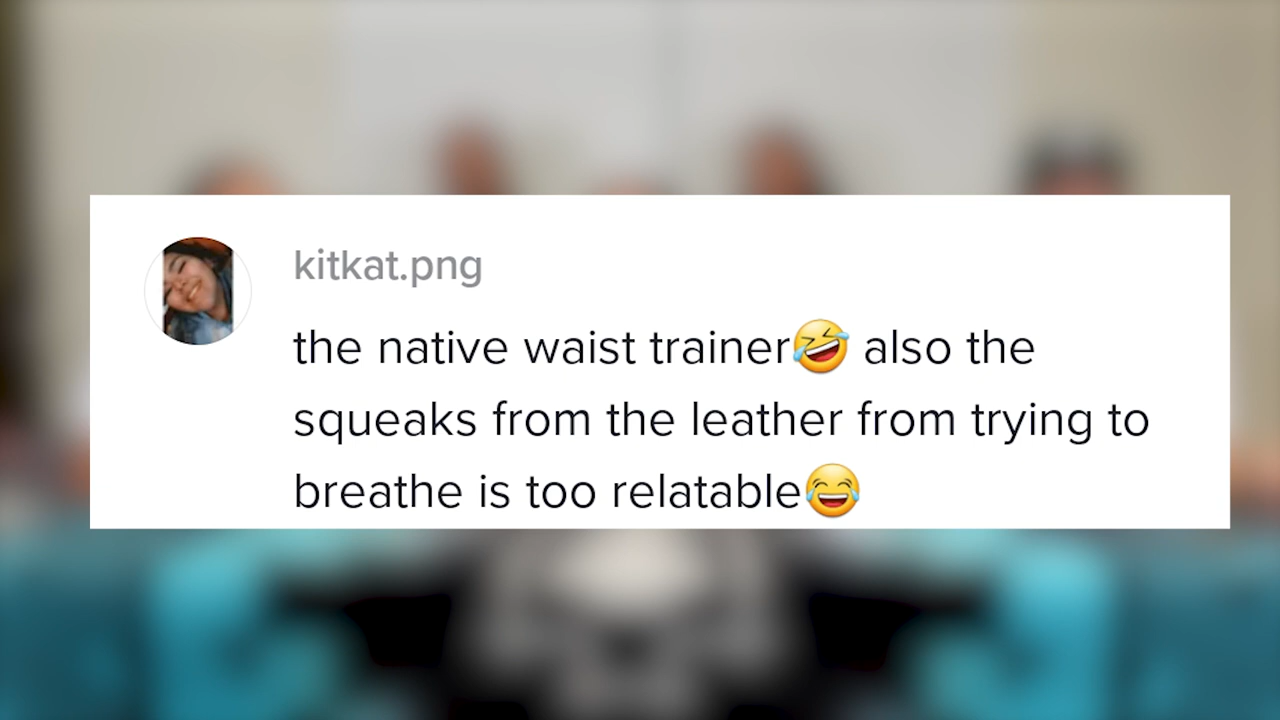 kitkat.png
the native waist trainer🤣 also the
squeaks from the leather from trying to
breathe is too relatable😂